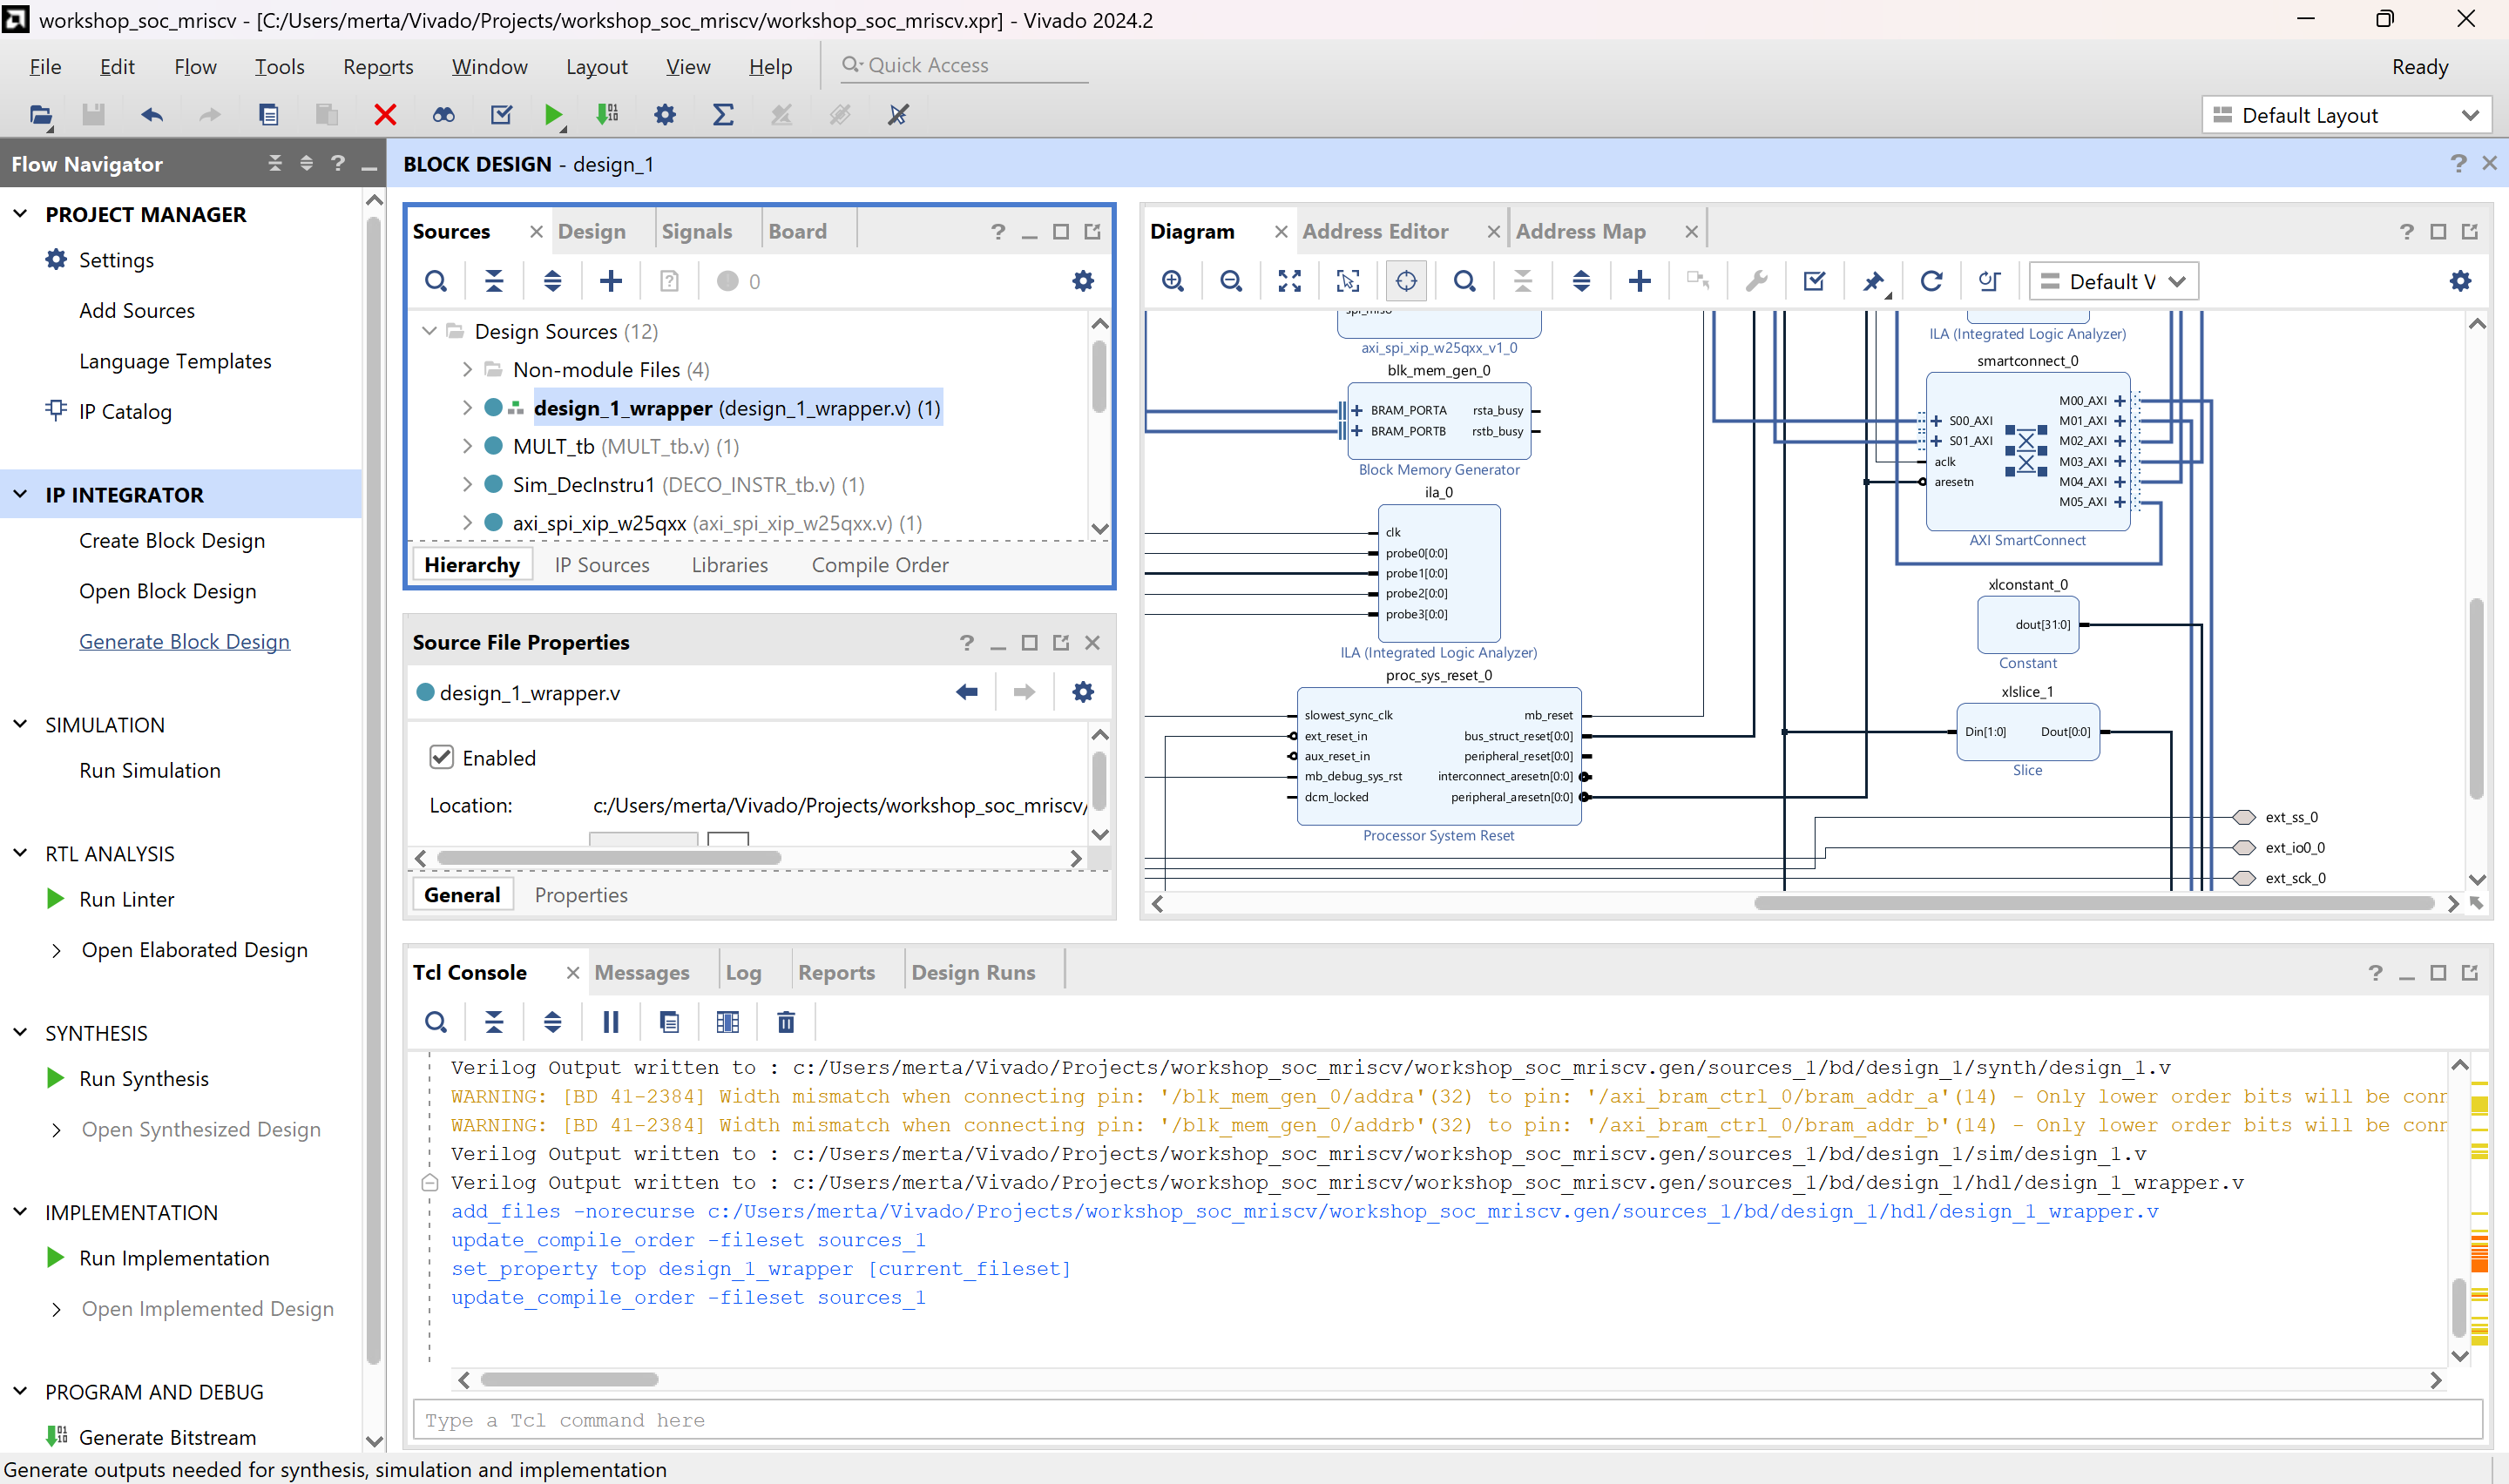 workshop_soc_mriscv - [C:/Users/merta/Vivado/Projects/workshop_soc_mriscv/workshop_soc_mriscv.xpr] - Vivado 2024.2
File Edit Flow Tools Reports Window Layout View Help Quick Access Ready
Default Layout
Flow Navigator
PROJECT MANAGER
Settings
Add Sources
Language Templates
IP Catalog
IP INTEGRATOR
Create Block Design
Open Block Design
Generate Block Design
SIMULATION
Run Simulation
RTL ANALYSIS
Run Linter
Open Elaborated Design
SYNTHESIS
Run Synthesis
Open Synthesized Design
IMPLEMENTATION
Run Implementation
Open Implemented Design
PROGRAM AND DEBUG
Generate Bitstream
BLOCK DESIGN - design_1
Sources Design Signals Board
0
Design Sources (12)
Non-module Files (4)
design_1_wrapper (design_1_wrapper.v) (1)
MULT_tb (MULT_tb.v) (1)
Sim_DecInstru1 (DECO_INSTR_tb.v) (1)
axi_spi_xip_w25qxx (axi_spi_xip_w25qxx.v) (1)
Hierarchy IP Sources Libraries Compile Order
Source File Properties
design_1_wrapper.v
Enabled
Location: c:/Users/merta/Vivado/Projects/workshop_soc_mriscv/
General Properties
Diagram Address Editor Address Map
Default V
spi_miso
axi_spi_xip_w25qxx_v1_0
blk_mem_gen_0
BRAM_PORTA rsta_busy
BRAM_PORTB rstb_busy
Block Memory Generator
ila_0
clk
probe0[0:0]
probe1[0:0]
probe2[0:0]
probe3[0:0]
ILA (Integrated Logic Analyzer)
proc_sys_reset_0
slowest_sync_clk mb_reset
ext_reset_in bus_struct_reset[0:0]
aux_reset_in peripheral_reset[0:0]
mb_debug_sys_rst interconnect_aresetn[0:0]
dcm_locked peripheral_aresetn[0:0]
Processor System Reset
ILA (Integrated Logic Analyzer)
smartconnect_0
M00_AXI
S00_AXI M01_AXI
S01_AXI M02_AXI
aclk M03_AXI
aresetn M04_AXI
M05_AXI
AXI SmartConnect
xlconstant_0
dout[31:0]
Constant
xlslice_1
Din[1:0] Dout[0:0]
Slice
ext_ss_0
ext_io0_0
ext_sck_0
Tcl Console Messages Log Reports Design Runs
Verilog Output written to : c:/Users/merta/Vivado/Projects/workshop_soc_mriscv/workshop_soc_mriscv.gen/sources_1/bd/design_1/synth/design_1.v
WARNING: [BD 41-2384] Width mismatch when connecting pin: '/blk_mem_gen_0/addra'(32) to pin: '/axi_bram_ctrl_0/bram_addr_a'(14) - Only lower order bits will be conn
WARNING: [BD 41-2384] Width mismatch when connecting pin: '/blk_mem_gen_0/addrb'(32) to pin: '/axi_bram_ctrl_0/bram_addr_b'(14) - Only lower order bits will be conn
Verilog Output written to : c:/Users/merta/Vivado/Projects/workshop_soc_mriscv/workshop_soc_mriscv.gen/sources_1/bd/design_1/sim/design_1.v
Verilog Output written to : c:/Users/merta/Vivado/Projects/workshop_soc_mriscv/workshop_soc_mriscv.gen/sources_1/bd/design_1/hdl/design_1_wrapper.v
add_files -norecurse c:/Users/merta/Vivado/Projects/workshop_soc_mriscv/workshop_soc_mriscv.gen/sources_1/bd/design_1/hdl/design_1_wrapper.v
update_compile_order -fileset sources_1
set_property top design_1_wrapper [current_fileset]
update_compile_order -fileset sources_1
Type a Tcl command here
Generate outputs needed for synthesis, simulation and implementation